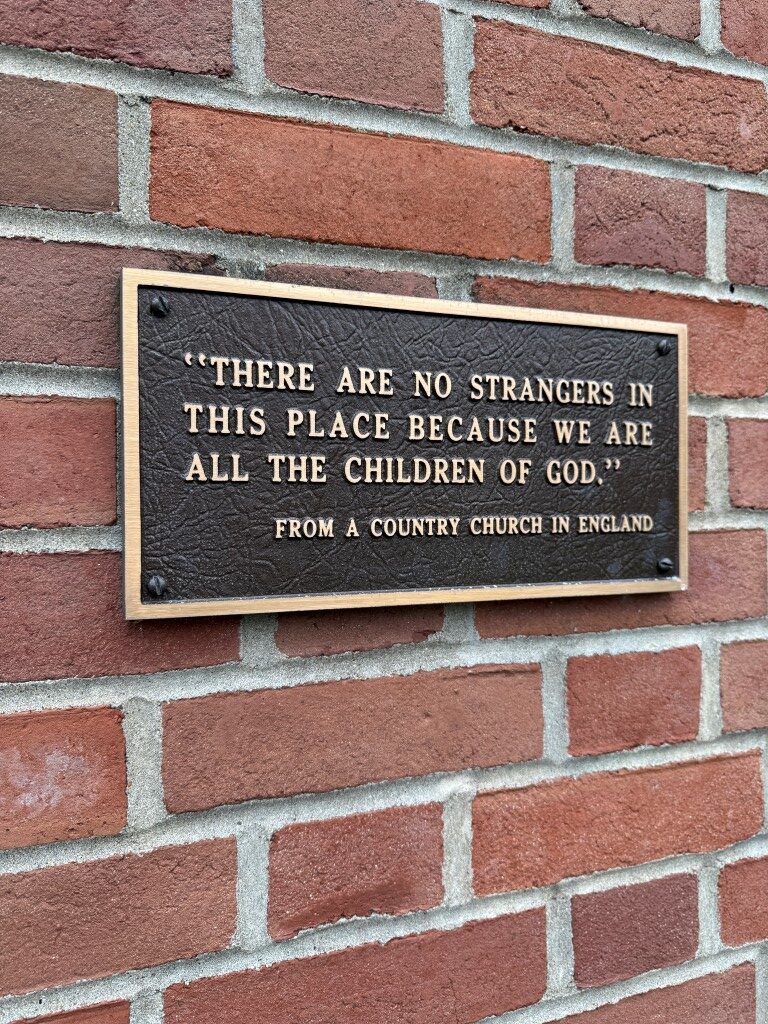 “THERE ARE NO STRANGERS IN
THIS PLACE BECAUSE WE ARE
ALL THE CHILDREN OF GOD.”
FROM A COUNTRY CHURCH IN ENGLAND